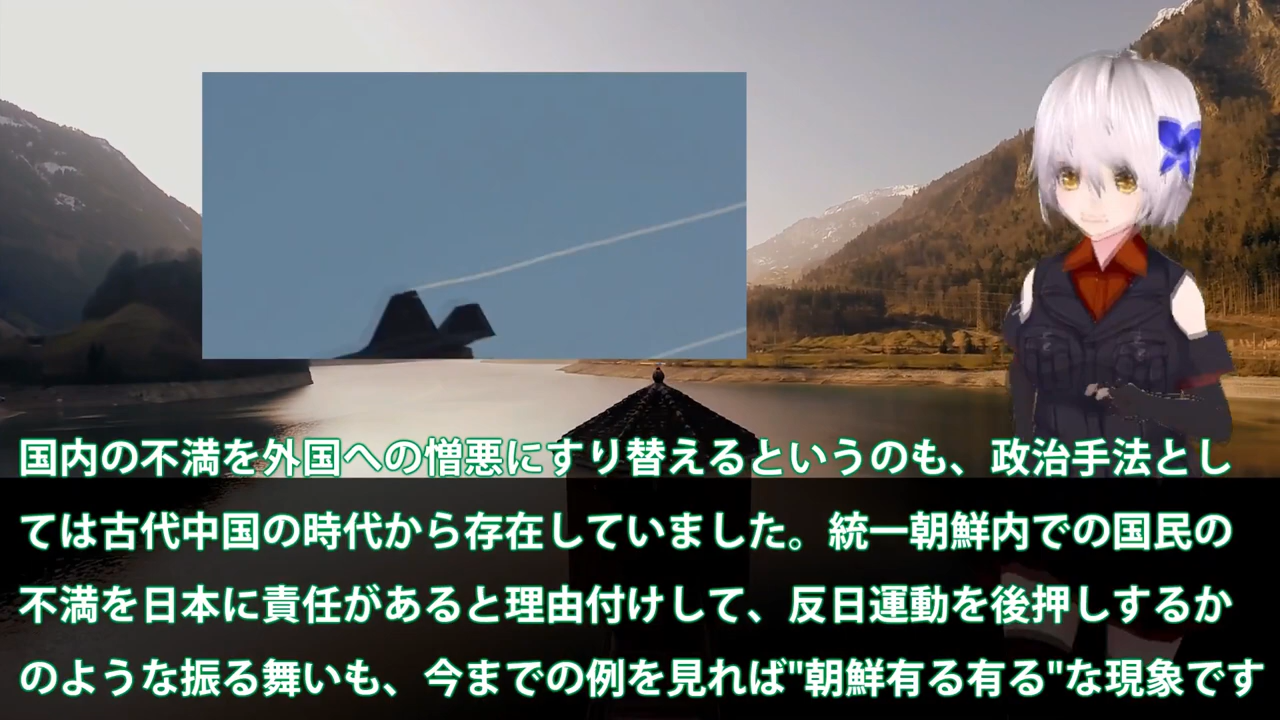 国内の不満を外国への憎悪にすり替えるというのも、政治手法とし
ては古代中国の時代から存在していました。統一朝鮮内での国民の
不満を日本に責任があると理由付けして、反日運動を後押しするか
のような振る舞いも、今までの例を見れば"朝鮮有る有る"な現象です